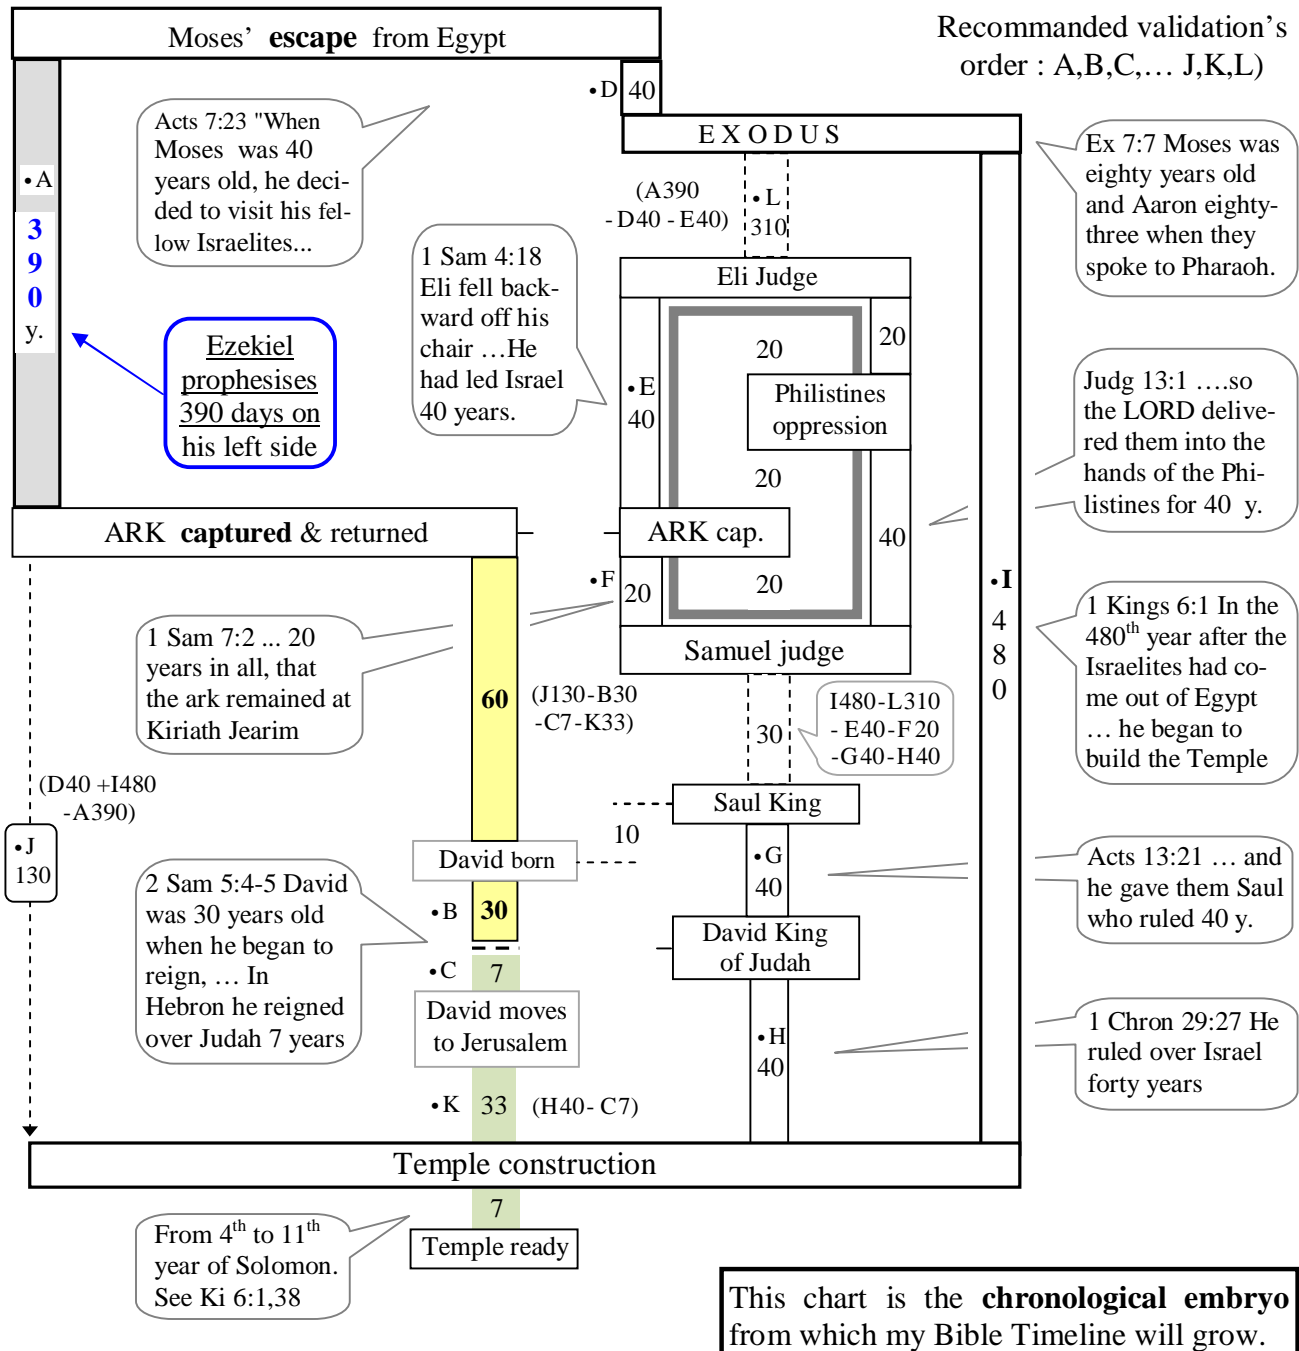 Moses’ escape from Egypt
Recommanded validation’s
order : A,B,C,… J,K,L)
•D 40
EXODUS
Acts 7:23 "When
Moses was 40
years old, he deci-
ded to visit his fel-
low Israelites...
Ex 7:7 Moses was
eighty years old
and Aaron eighty-
three when they
spoke to Pharaoh.
•A
3
9
0
y.
(A390
- D40 - E40)
•L
310
1 Sam 4:18
Eli fell back-
ward off his
chair …He
had led Israel
40 years.
Eli Judge
Ezekiel
prophesises
390 days on
his left side
•E
40
20
20
Philistines
oppression
20
Judg 13:1 ….so
the LORD delive-
red them into the
hands of the Phi-
listines for 40 y.
ARK captured & returned
ARK cap.
40
•F
20
20
•I
4
8
0
1 Sam 7:2 ... 20
years in all, that
the ark remained at
Kiriath Jearim
Samuel judge
1 Kings 6:1 In the
480th year after the
Israelites had co-
me out of Egypt
… he began to
build the Temple
60
(J130-B30
-C7-K33)
30
I480-L310
- E40-F20
-G40-H40
(D40 +I480
-A390)
Saul King
10
•J
130
David born
•G
40
Acts 13:21 … and
he gave them Saul
who ruled 40 y.
2 Sam 5:4-5 David
was 30 years old
when he began to
reign, … In
Hebron he reigned
over Judah 7 years
•B 30
David King
of Judah
•C 7
David moves
to Jerusalem
•H
40
1 Chron 29:27 He
ruled over Israel
forty years
•K 33 (H40- C7)
Temple construction
7
From 4th to 11th
year of Solomon.
See Ki 6:1,38
Temple ready
This chart is the chronological embryo
from which my Bible Timeline will grow.